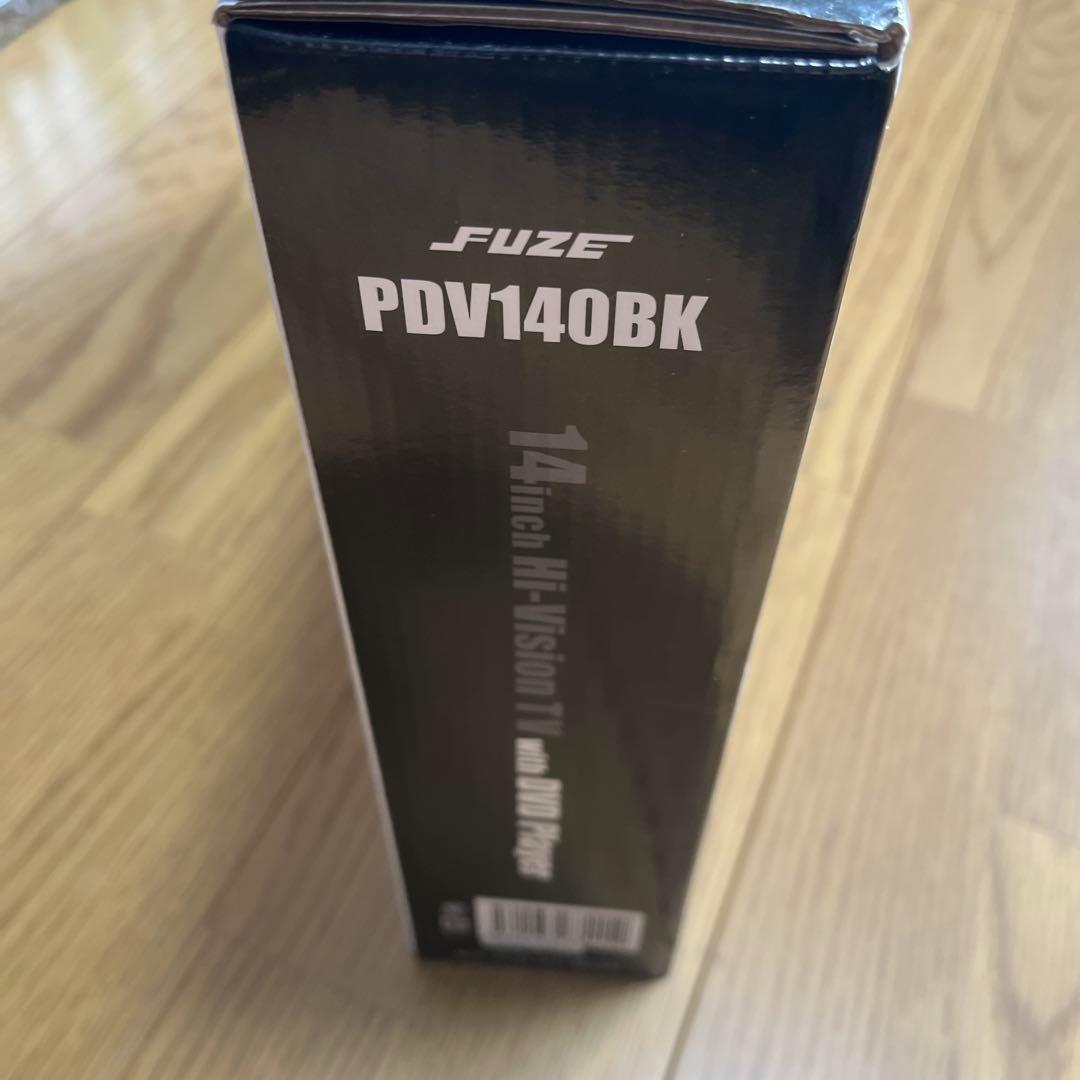 FUZE
PDV140BK
14inch Hi-Vision TV with DVD Player